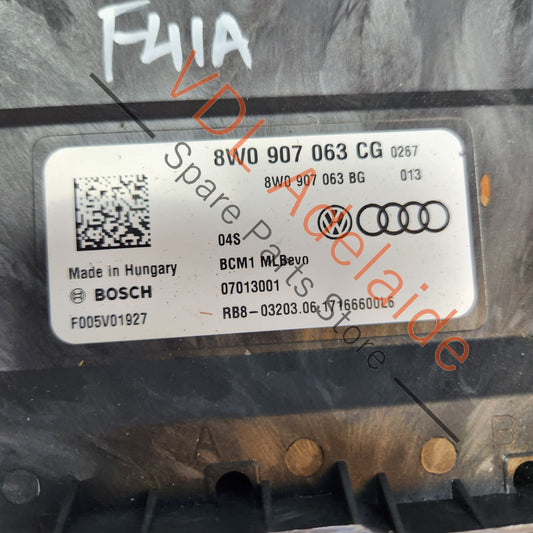 F41A
8W0 907 063 CG 0267
8W0 907 063 BG 013
04S
BCM1 MLBevo
07013001
RB8-03203.06.17166600L6
Made in Hungary
BOSCH
F005V01927
VDL Adelaide
Spare Parts Store
A
B